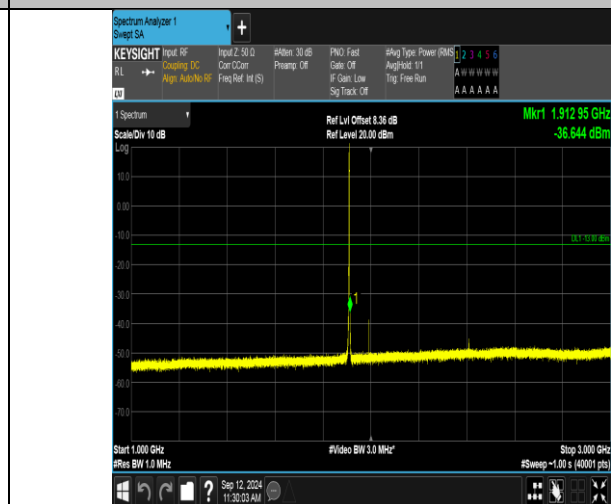 Spectrum Analyzer 1
Swept SA
+
KEYSIGHT Input: RF Input Z: 50 Ω #Atten: 30 dB PNO: Fast #Avg Type: Power (RMS 1 2 3 4 5 6
RL Coupling: DC Corr CCorr Preamp: Off Gate: Off Avg|Hold: 1/1 A W W W W W
Align: Auto/No RF Freq Ref: Int (S) IF Gain: Low Trig: Free Run
Sig Track: Off A A A A A A
1 Spectrum Ref Lvl Offset 8.36 dB Mkr1 1.912 95 GHz
Scale/Div 10 dB Ref Level 20.00 dBm -36.644 dBm
Log
10.0
0.00
-10.0
DL1 -13.00 dBm
-20.0
-30.0
1
-40.0
-50.0
-60.0
-70.0
Start 1.000 GHz #Video BW 3.0 MHz* Stop 3.000 GHz
#Res BW 1.0 MHz #Sweep ~1.00 s (40001 pts)
? Sep 12, 2024
11:30:03 AM